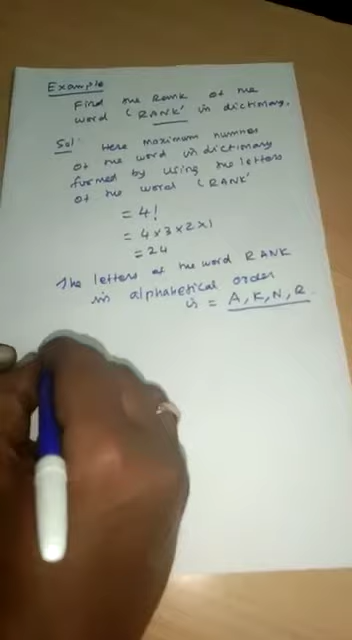 Example
Find the Rank of the
word 'RANK' in dictionary.
Sol: Here maximum number
of the word in dictionary
formed by using the letters
of the word 'RANK'
= 4!
= 4×3×2×1
= 24
The letters of the word RANK
in alphabetical order
is = A, K, N, R